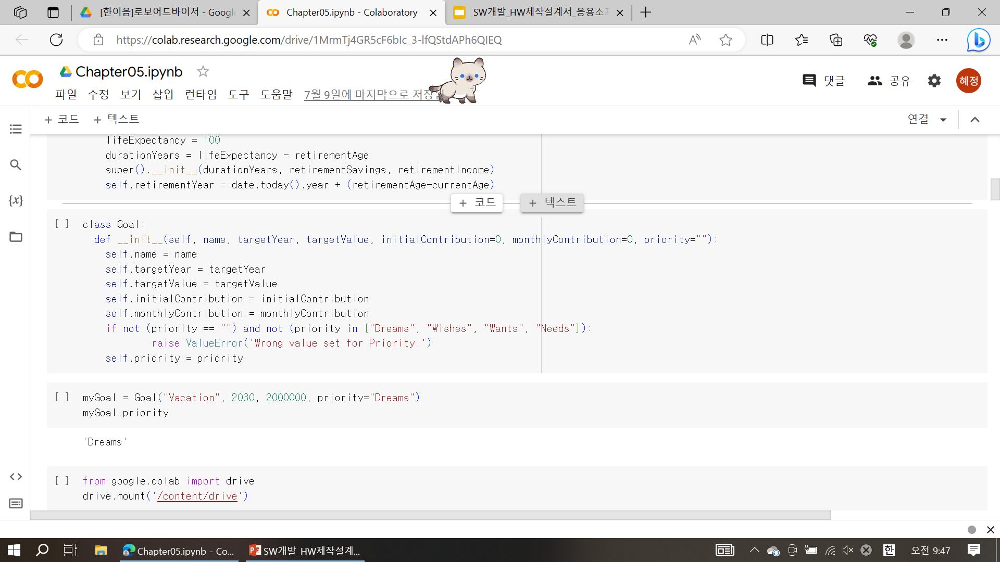 [한이음]로보어드바이저 - Google
Chapter05.ipynb - Colaboratory
SW개발_HW제작설계서_응용소프
https://colab.research.google.com/drive/1MrmTj4GR5cF6bIc_3-lfQStdAPh6QIEQ
Chapter05.ipynb
댓글
공유
혜정
파일 수정 보기 삽입 런타임 도구 도움말 7월 9일에 마지막으로 저장됨
+ 코드 + 텍스트
연결
lifeExpectancy = 100
durationYears = lifeExpectancy - retirementAge
super().__init__(durationYears, retirementSavings, retirementIncome)
self.retirementYear = date.today().year + (retirementAge-currentAge)
+ 코드 + 텍스트
[ ] class Goal:
def __init__(self, name, targetYear, targetValue, initialContribution=0, monthlyContribution=0, priority=""):
self.name = name
self.targetYear = targetYear
self.targetValue = targetValue
self.initialContribution = initialContribution
self.monthlyContribution = monthlyContribution
if not (priority == "") and not (priority in ["Dreams", "Wishes", "Wants", "Needs"]):
raise ValueError('Wrong value set for Priority.')
self.priority = priority
[ ] myGoal = Goal("Vacation", 2030, 2000000, priority="Dreams")
myGoal.priority
'Dreams'
[ ] from google.colab import drive
drive.mount('/content/drive')
Chapter05.ipynb - Co...
SW개발_HW제작설계...
한
오전 9:47